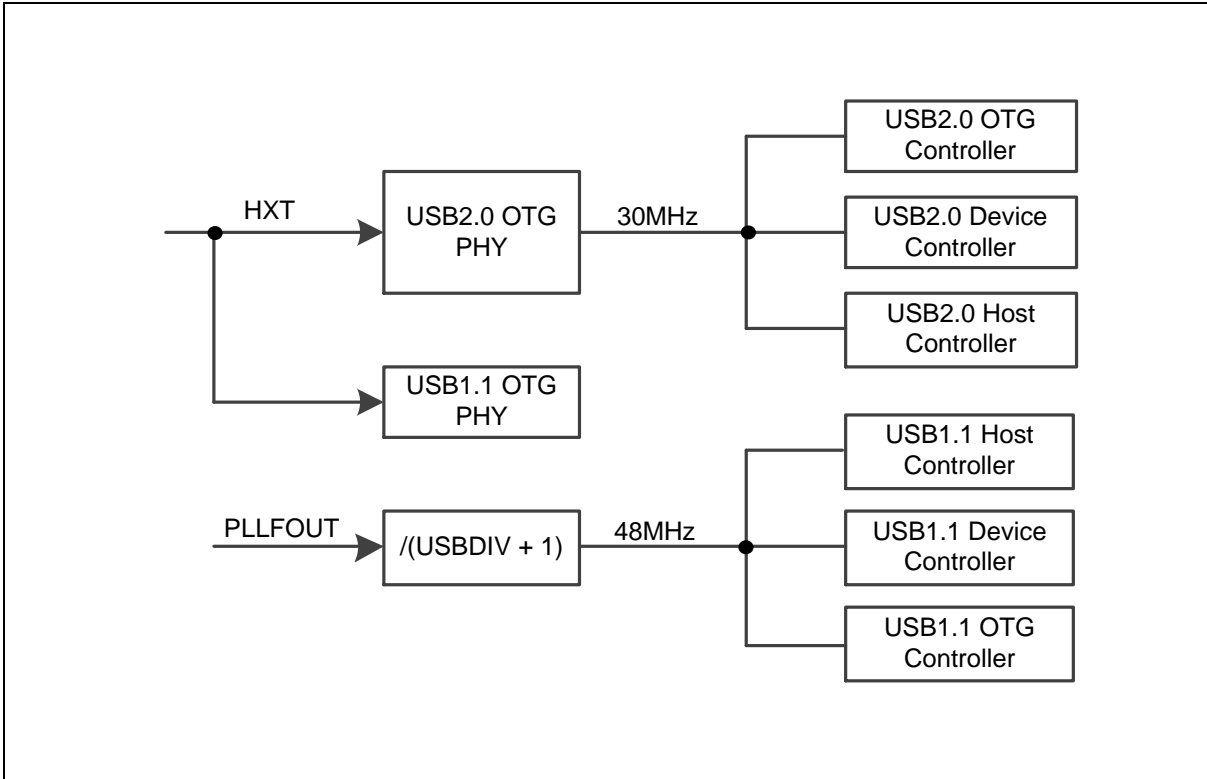 USB2.0 OTG
Controller
HXT
USB2.0 OTG
PHY
30MHz
USB2.0 Device
Controller
USB2.0 Host
Controller
USB1.1 OTG
PHY
USB1.1 Host
Controller
PLLFOUT
/(USBDIV + 1)
48MHz
USB1.1 Device
Controller
USB1.1 OTG
Controller